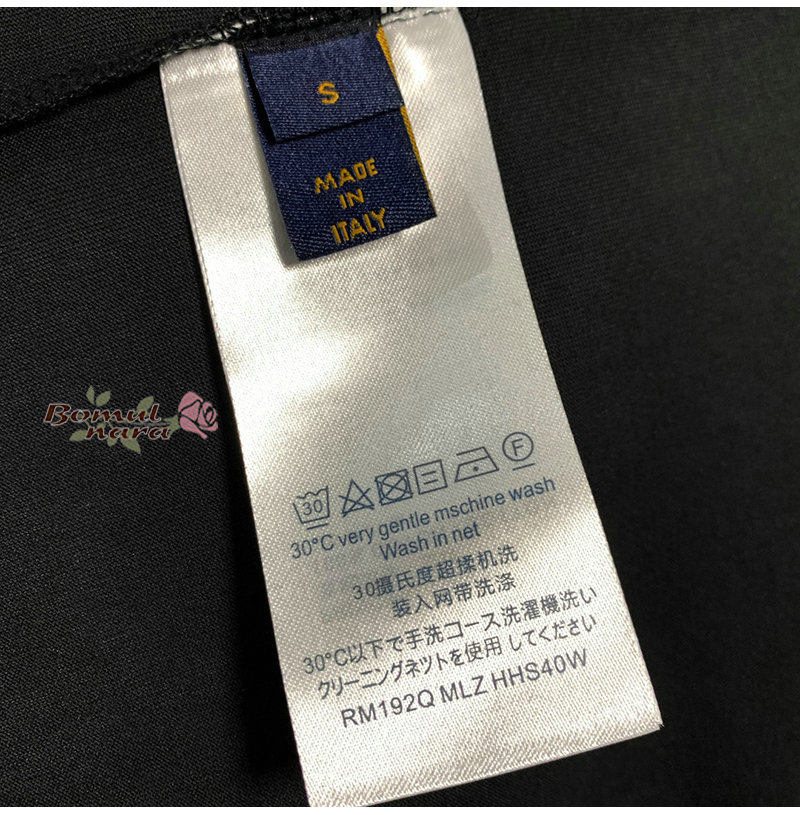 S
MADE
IN
ITALY
Bomul
nara
30
F
30°C very gentle mschine wash
Wash in net
30摄氏度超揉机洗
装入网带洗涤
30°C以下で手洗コース洗濯機洗い
クリーニングネットを使用 してください
RM192Q MLZ HHS40W